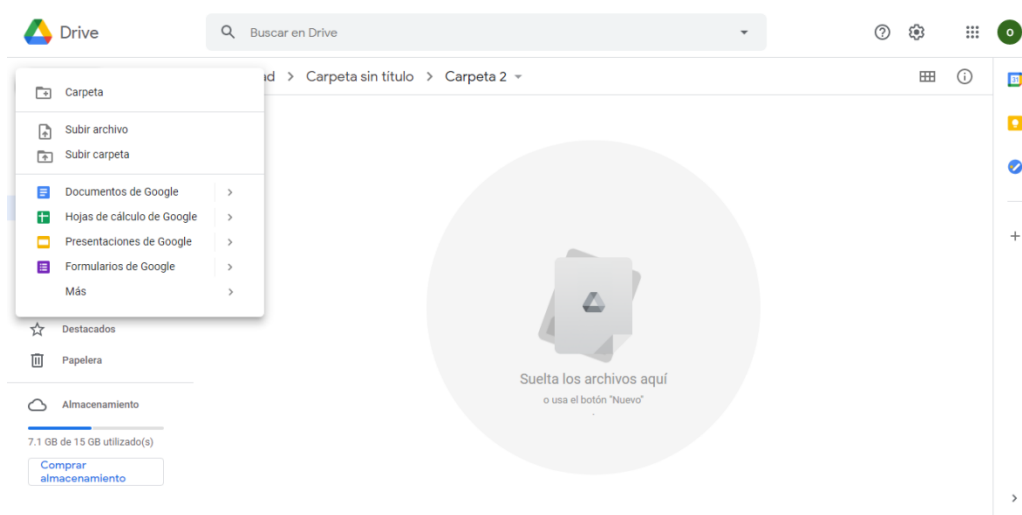 Drive
Buscar en Drive
o
ad > Carpeta sin título > Carpeta 2
31
Carpeta
Subir archivo
Subir carpeta
Documentos de Google
Hojas de cálculo de Google
Presentaciones de Google
Formularios de Google
Más
Destacados
Papelera
Almacenamiento
7.1 GB de 15 GB utilizado(s)
Comprar
almacenamiento
Suelta los archivos aquí
o usa el botón "Nuevo"